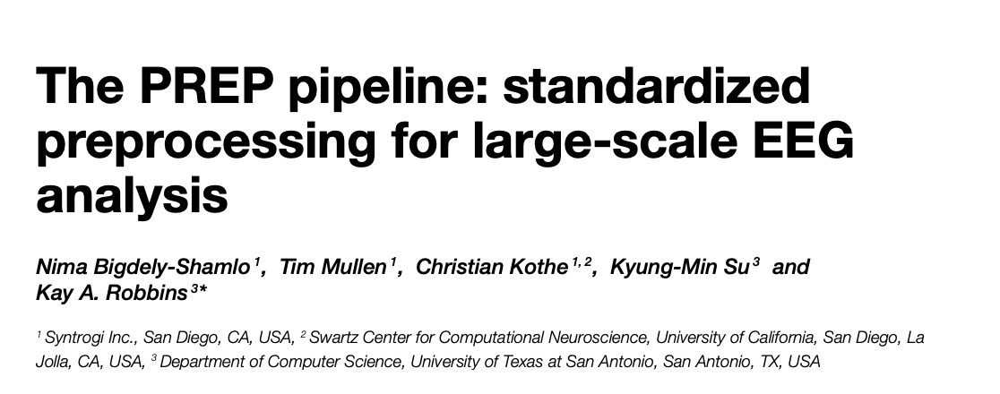 The PREP pipeline: standardized
preprocessing for large-scale EEG
analysis
Nima Bigdely-Shamlo 1, Tim Mullen 1, Christian Kothe 1, 2, Kyung-Min Su 3 and
Kay A. Robbins 3*
1 Syntrogi Inc., San Diego, CA, USA, 2 Swartz Center for Computational Neuroscience, University of California, San Diego, La
Jolla, CA, USA, 3 Department of Computer Science, University of Texas at San Antonio, San Antonio, TX, USA